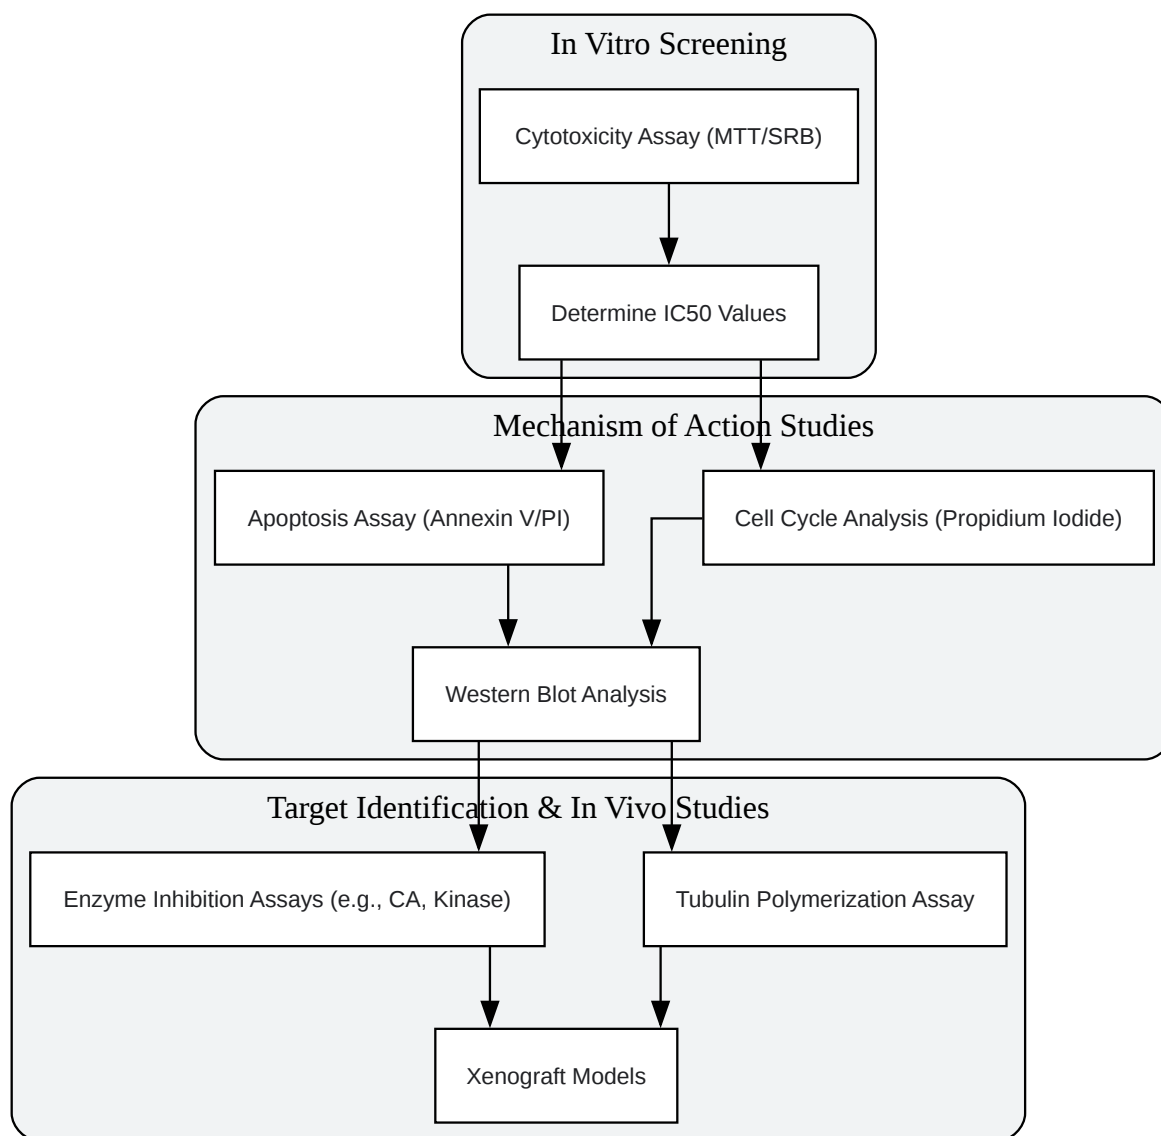 In Vitro Screening
Cytotoxicity Assay (MTT/SRB)
Determine IC50 Values
Mechanism of Action Studies
Apoptosis Assay (Annexin V/PI)
Cell Cycle Analysis (Propidium Iodide)
Western Blot Analysis
Target Identification & In Vivo Studies
Enzyme Inhibition Assays (e.g., CA, Kinase)
Tubulin Polymerization Assay
Xenograft Models